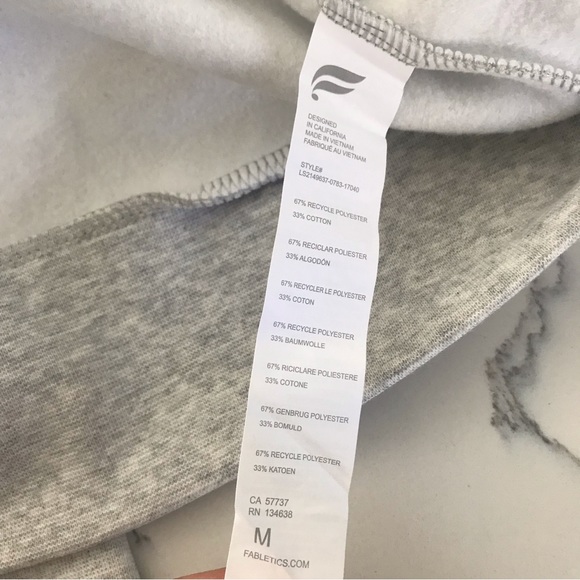 DESIGNED
IN CALIFORNIA
MADE IN VIETNAM
FABRIQUÉ AU VIETNAM
STYLE#
LS2149637-0783-17040
67% RECYCLE POLYESTER
33% COTTON
67% RECICLAR POLIESTER
33% ALGODÓN
67% RECYCLER LE POLYESTER
33% COTON
67% RECYCLE POLYESTER
33% BAUMWOLLE
67% RICICLARE POLIESTERE
33% COTONE
67% GENBRUG POLYESTER
33% BOMULD
67% RECYCLE POLYESTER
33% KATOEN
CA 57737
RN 134638
M
FABLETICS.COM